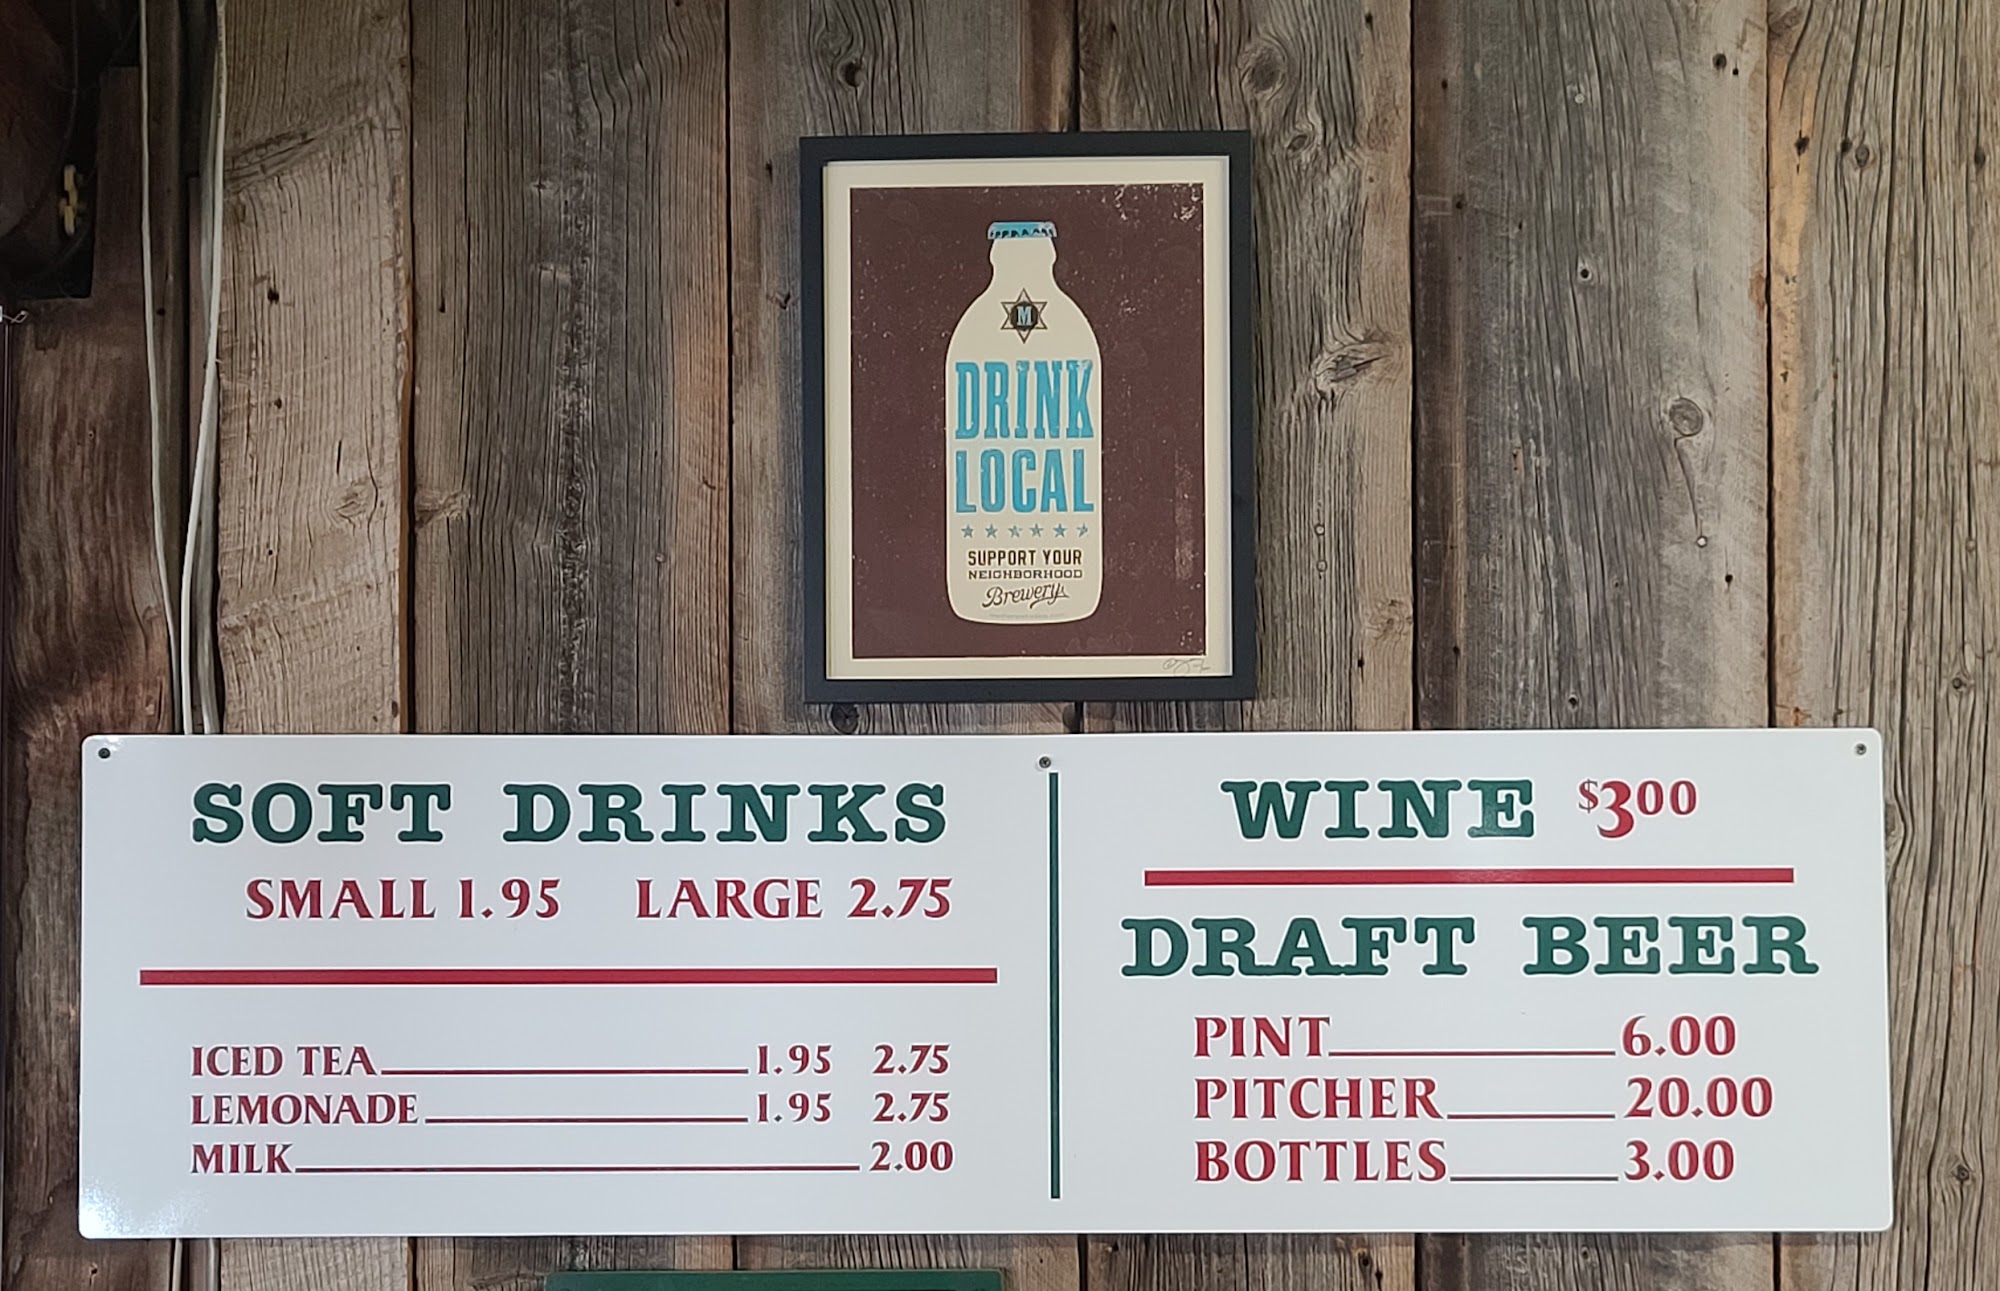 M
DRINK
LOCAL
SUPPORT YOUR
NEIGHBORHOOD
Brewery
SOFT DRINKS
SMALL 1.95 LARGE 2.75
ICED TEA 1.95 2.75
LEMONADE 1.95 2.75
MILK 2.00
WINE $3.00
DRAFT BEER
PINT 6.00
PITCHER 20.00
BOTTLES 3.00